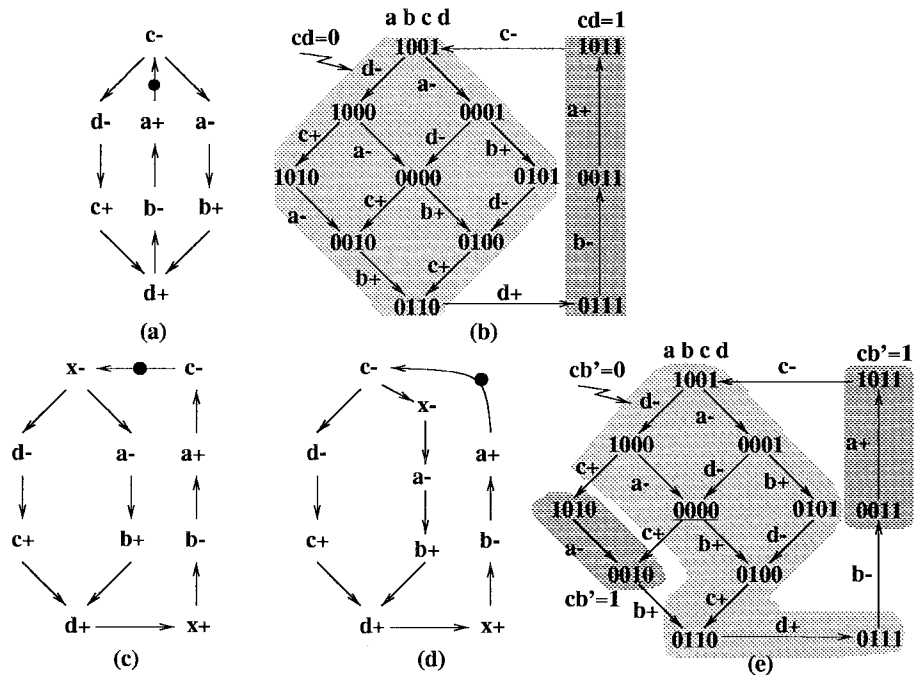 c-
d- a+ a-
c+ b- b+
d+
(a)
a b c d
cd=0
cd=1
1001
c-
1011
d-
a-
1000
0001
a+
c+
a-
d-
b+
1010
0000
0101
0011
a-
c+
b+
d-
b-
0010
0100
b+
c+
0110
d+
0111
(b)
x- c-
d- a- a+
c+ b+ b-
d+ x+
(c)
c-
x-
d-
a+
a-
c+
b+
b-
d+ x+
(d)
a b c d
cb'=0
cb'=1
1001
c-
1011
d-
a-
1000
0001
a+
c+
a-
d-
b+
1010
0000
0101
0011
a-
c+
b+
d-
0010
0100
b-
cb'=1
b+
c+
0110
d+
0111
(e)